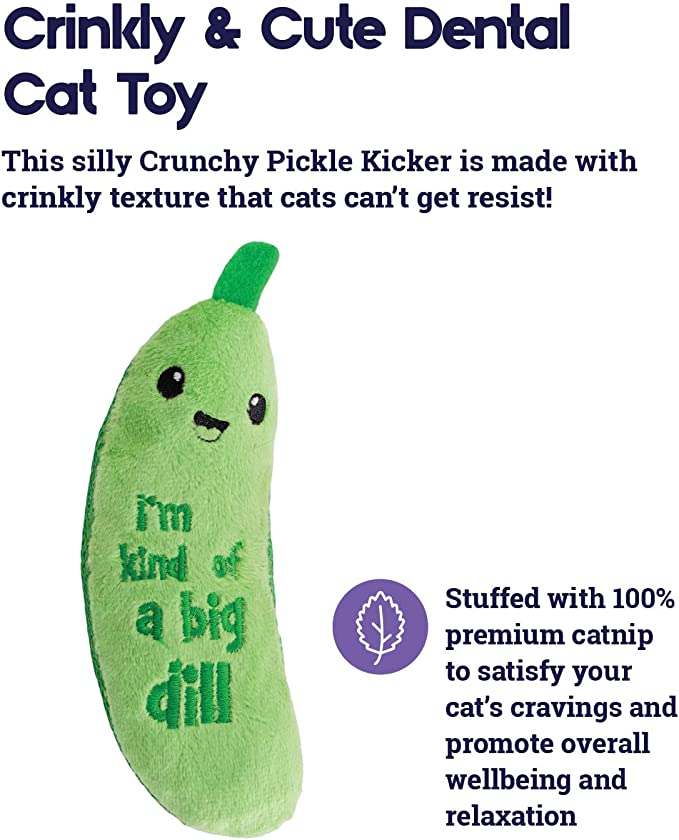 Crinkly & Cute Dental
Cat Toy
This silly Crunchy Pickle Kicker is made with
crinkly texture that cats can't get resist!
i'm
kind of
a big
dill
Stuffed with 100%
premium catnip
to satisfy your
cat's cravings and
promote overall
wellbeing and
relaxation